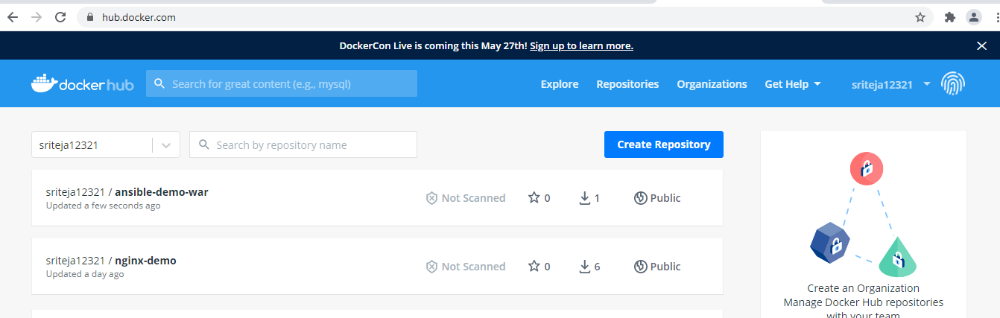 hub.docker.com
DockerCon Live is coming this May 27th! Sign up to learn more.
dockerhub Search for great content (e.g., mysql) Explore Repositories Organizations Get Help sriteja12321
sriteja12321 Search by repository name Create Repository
sriteja12321 / ansible-demo-war Not Scanned 0 1 Public
Updated a few seconds ago
sriteja12321 / nginx-demo Not Scanned 0 6 Public
Updated a day ago
Create an Organization
Manage Docker Hub repositories
with your team